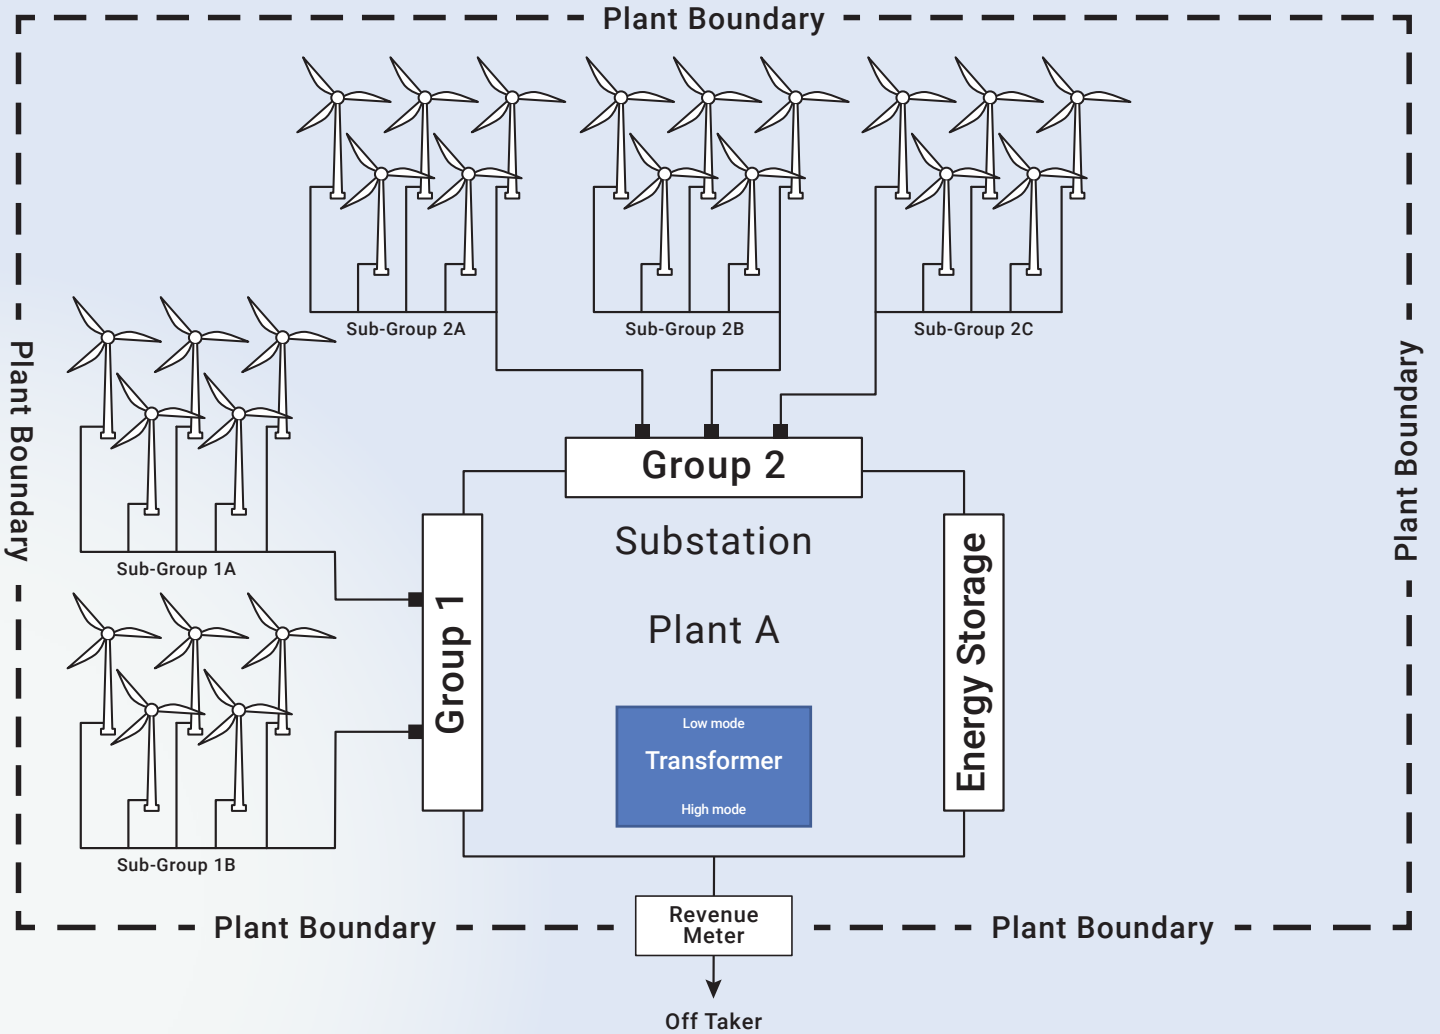 Plant Boundary
Sub-Group 2A
Sub-Group 2B
Sub-Group 2C
Plant Boundary
Plant Boundary
Group 2
Substation
Sub-Group 1A
Group 1
Plant A
Energy Storage
Low mode
Transformer
High mode
Sub-Group 1B
Plant Boundary
Revenue
Meter
Plant Boundary
Off Taker